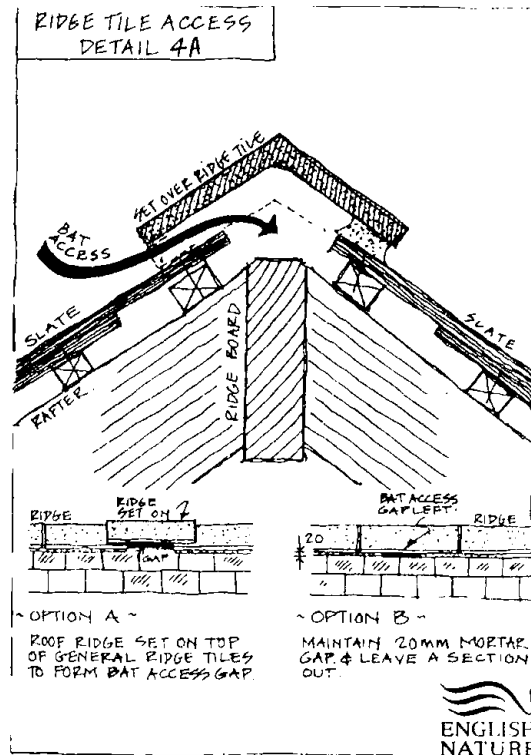 RIDGE TILE ACCESS
DETAIL 4A
SET OVER RIDGE TILE
BAT
ACCESS
SLATE
RAFTER
RIDGE BOARD
SLATE
RIDGE
RIDGE
SET ON
GAP
BAT ACCESS
GAP LEFT
RIDGE
20
~ OPTION A ~
ROOF RIDGE SET ON TOP
OF GENERAL RIDGE TILES
TO FORM BAT ACCESS GAP
~ OPTION B ~
MAINTAIN 20MM MORTAR
GAP & LEAVE A SECTION
OUT.
ENGLISH
NATURE